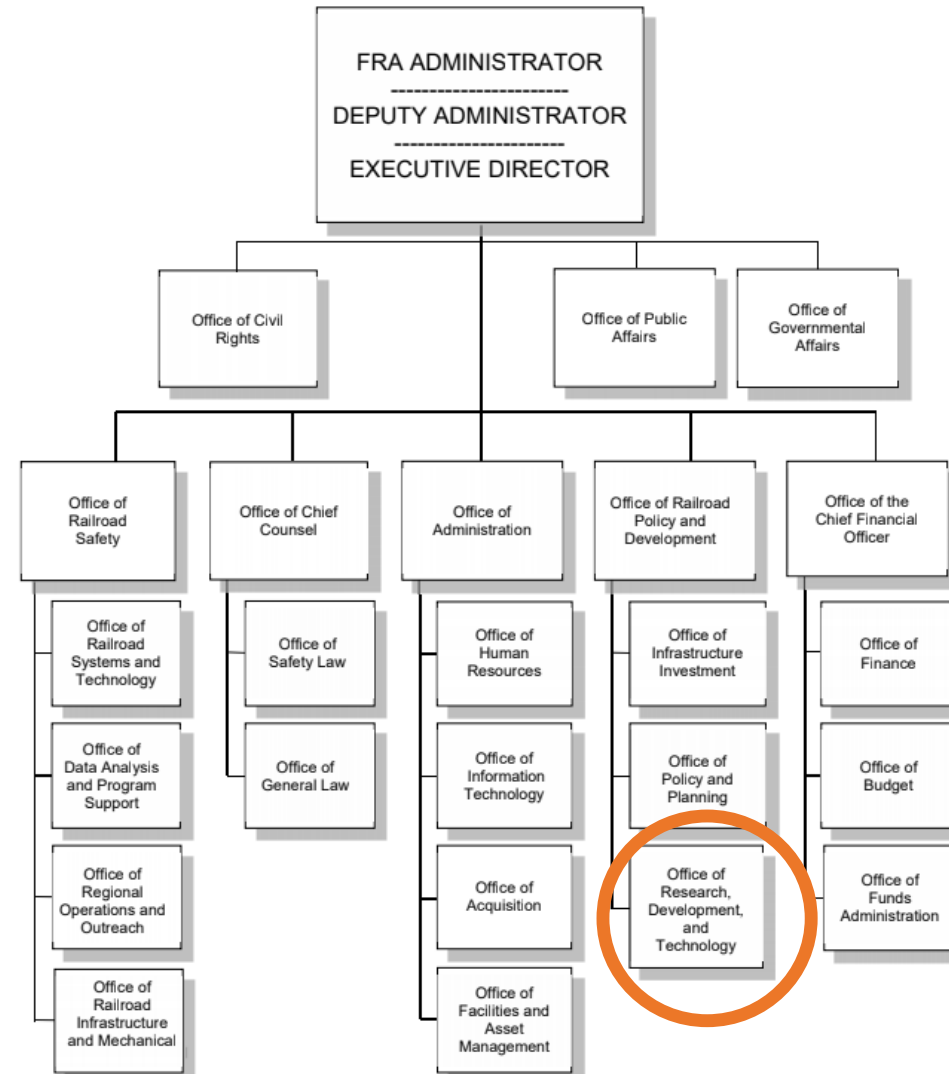 FRA ADMINISTRATOR
------------------------
DEPUTY ADMINISTRATOR
-----------------------
EXECUTIVE DIRECTOR
Office of Civil
Rights
Office of Public
Affairs
Office of
Governmental
Affairs
Office of
Railroad
Safety
Office of Chief
Counsel
Office of
Administration
Office of Railroad
Policy and
Development
Office of the
Chief Financial
Officer
Office of
Railroad
Systems and
Technology
Office of
Data Analysis
and Program
Support
Office of
Regional
Operations and
Outreach
Office of
Railroad
Infrastructure
and Mechanical
Office of
Safety Law
Office of
General Law
Office of
Human
Resources
Office of
Information
Technology
Office of
Acquisition
Office of
Facilities and
Asset
Management
Office of
Infrastructure
Investment
Office of
Policy and
Planning
Office of
Research,
Development,
and
Technology
Office of
Finance
Office of
Budget
Office of
Funds
Administration